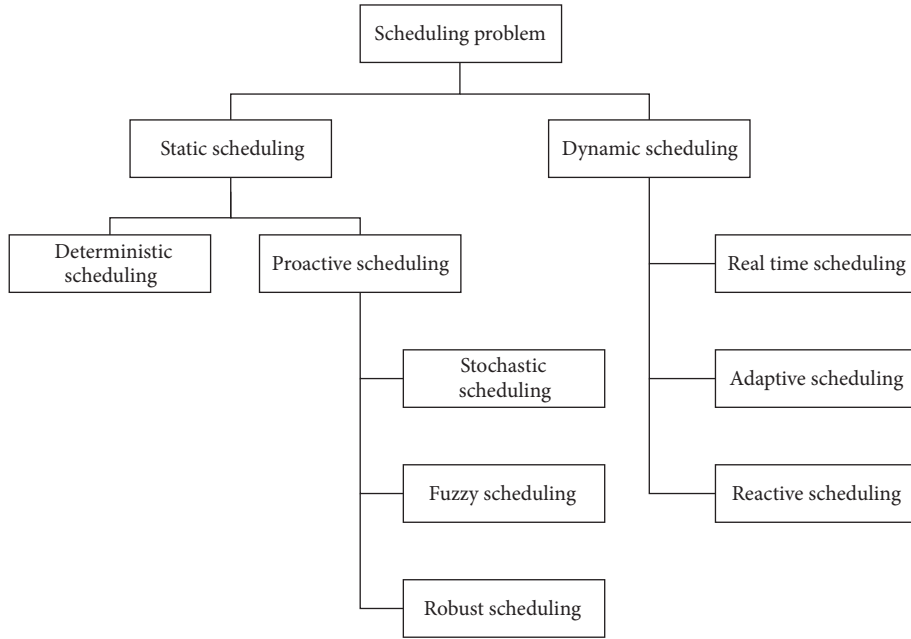 Scheduling problem
Static scheduling
Dynamic scheduling
Deterministic
scheduling
Proactive scheduling
Real time scheduling
Stochastic
scheduling
Adaptive scheduling
Fuzzy scheduling
Reactive scheduling
Robust scheduling